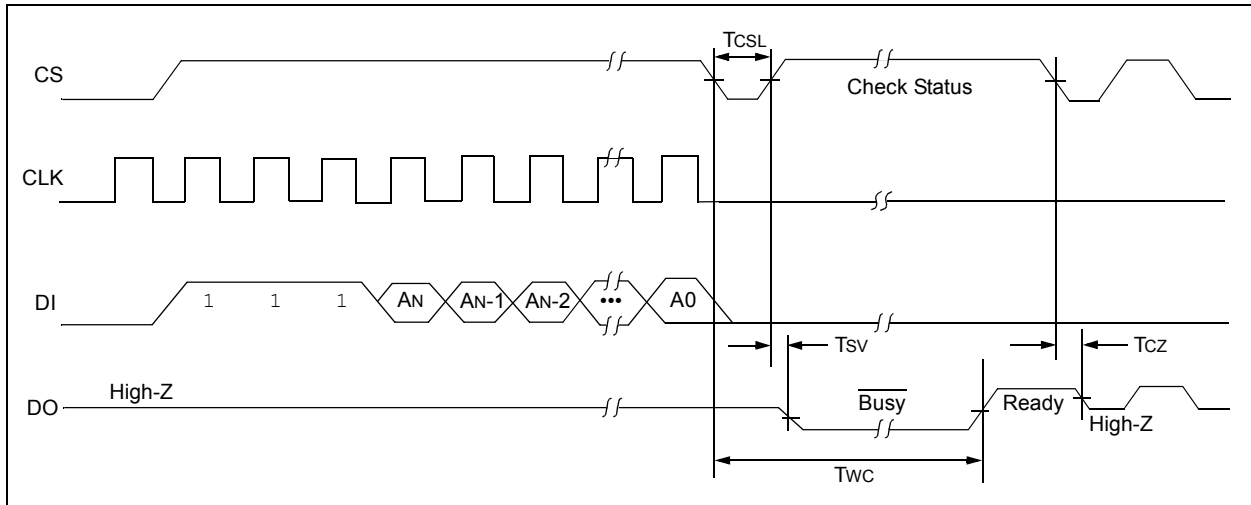 TCSL
CS
Check Status
CLK
DI
1 1 1 AN AN-1 AN-2 ••• A0
TSV
TCZ
High-Z
DO
Busy
Ready
High-Z
TWC